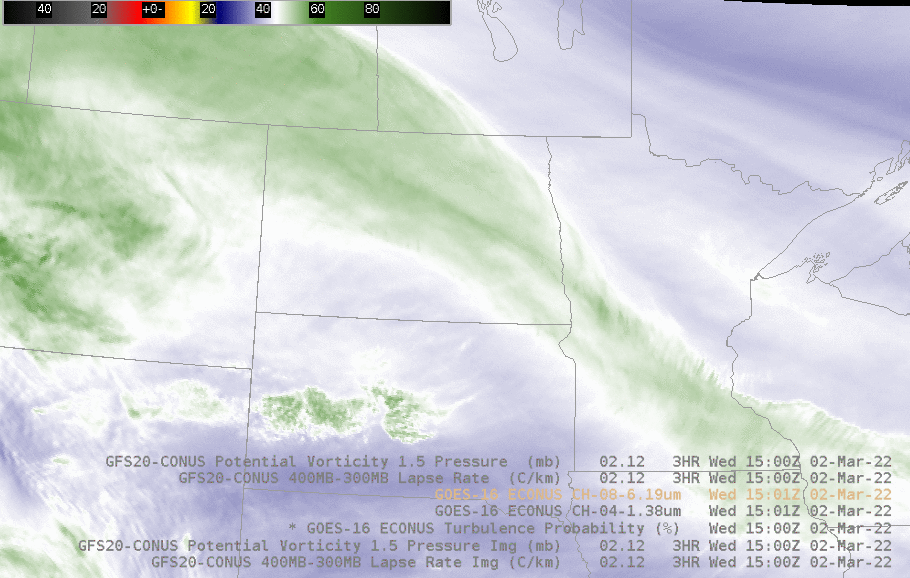 40 20 +0- 20 40 60 80
GFS20-CONUS Potential Vorticity 1.5 Pressure (mb) 02.12 3HR Wed 15:00Z 02-Mar-22
GFS20-CONUS 400MB-300MB Lapse Rate (C/km) 02.12 3HR Wed 15:00Z 02-Mar-22
GOES-16 ECONUS CH-08-6.19um Wed 15:01Z 02-Mar-22
GOES-16 ECONUS CH-04-1.38um Wed 15:01Z 02-Mar-22
* GOES-16 ECONUS Turbulence Probability (%) Wed 15:00Z 02-Mar-22
GFS20-CONUS Potential Vorticity 1.5 Pressure Img (mb) 02.12 3HR Wed 15:00Z 02-Mar-22
GFS20-CONUS 400MB-300MB Lapse Rate Img (C/km) 02.12 3HR Wed 15:00Z 02-Mar-22